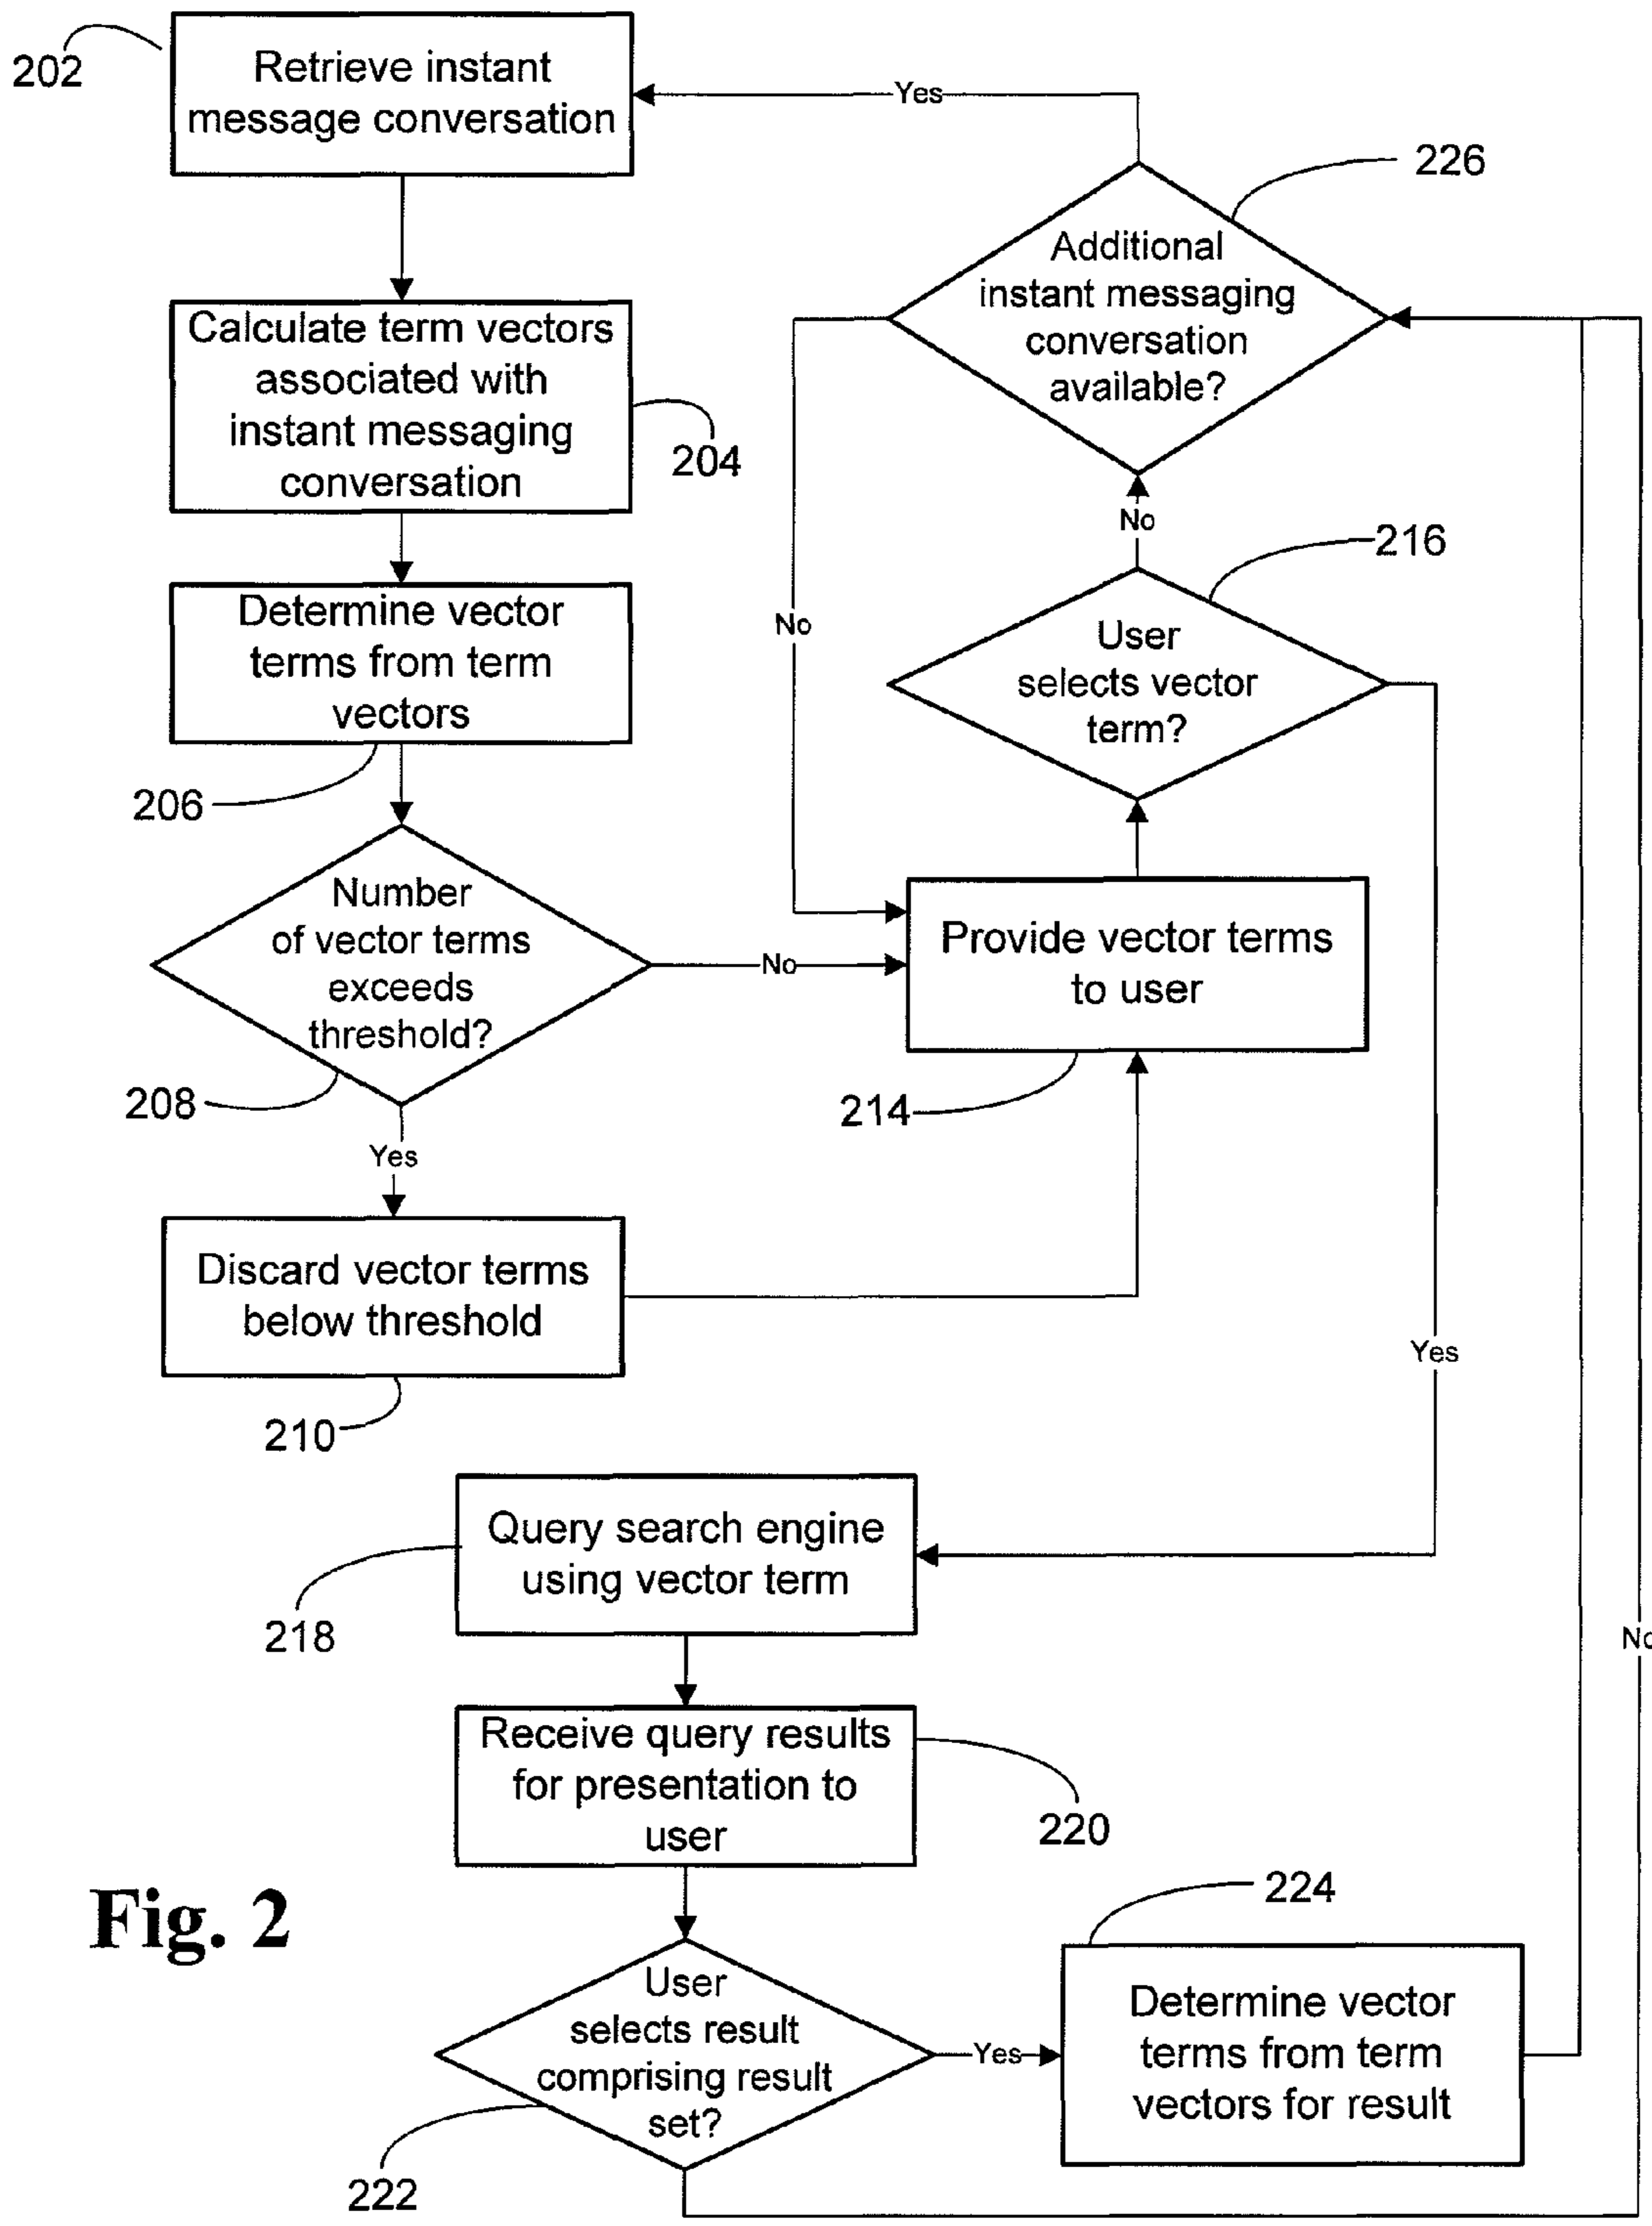 202
Retrieve instant
message conversation
Yes
226
Additional
instant messaging
conversation
available?
Calculate term vectors
associated with
instant messaging
conversation
204
No
216
User
selects vector
term?
No
Determine vector
terms from term
vectors
206
Number
of vector terms
exceeds
threshold?
No
Provide vector terms
to user
208
214
Yes
Discard vector terms
below threshold
Yes
210
Query search engine
using vector term
218
No
Receive query results
for presentation to
user
220
Fig. 2
224
User
selects result
comprising result
set?
Yes
Determine vector
terms from term
vectors for result
222